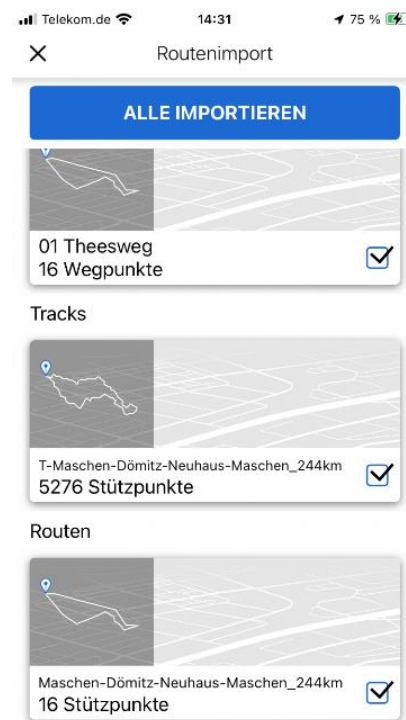 Telekom.de
14:31
75 %
Routenimport
ALLE IMPORTIEREN
01 Theesweg
16 Wegpunkte
Tracks
T-Maschen-Dömitz-Neuhaus-Maschen_244km
5276 Stützpunkte
Routen
Maschen-Dömitz-Neuhaus-Maschen_244km
16 Stützpunkte